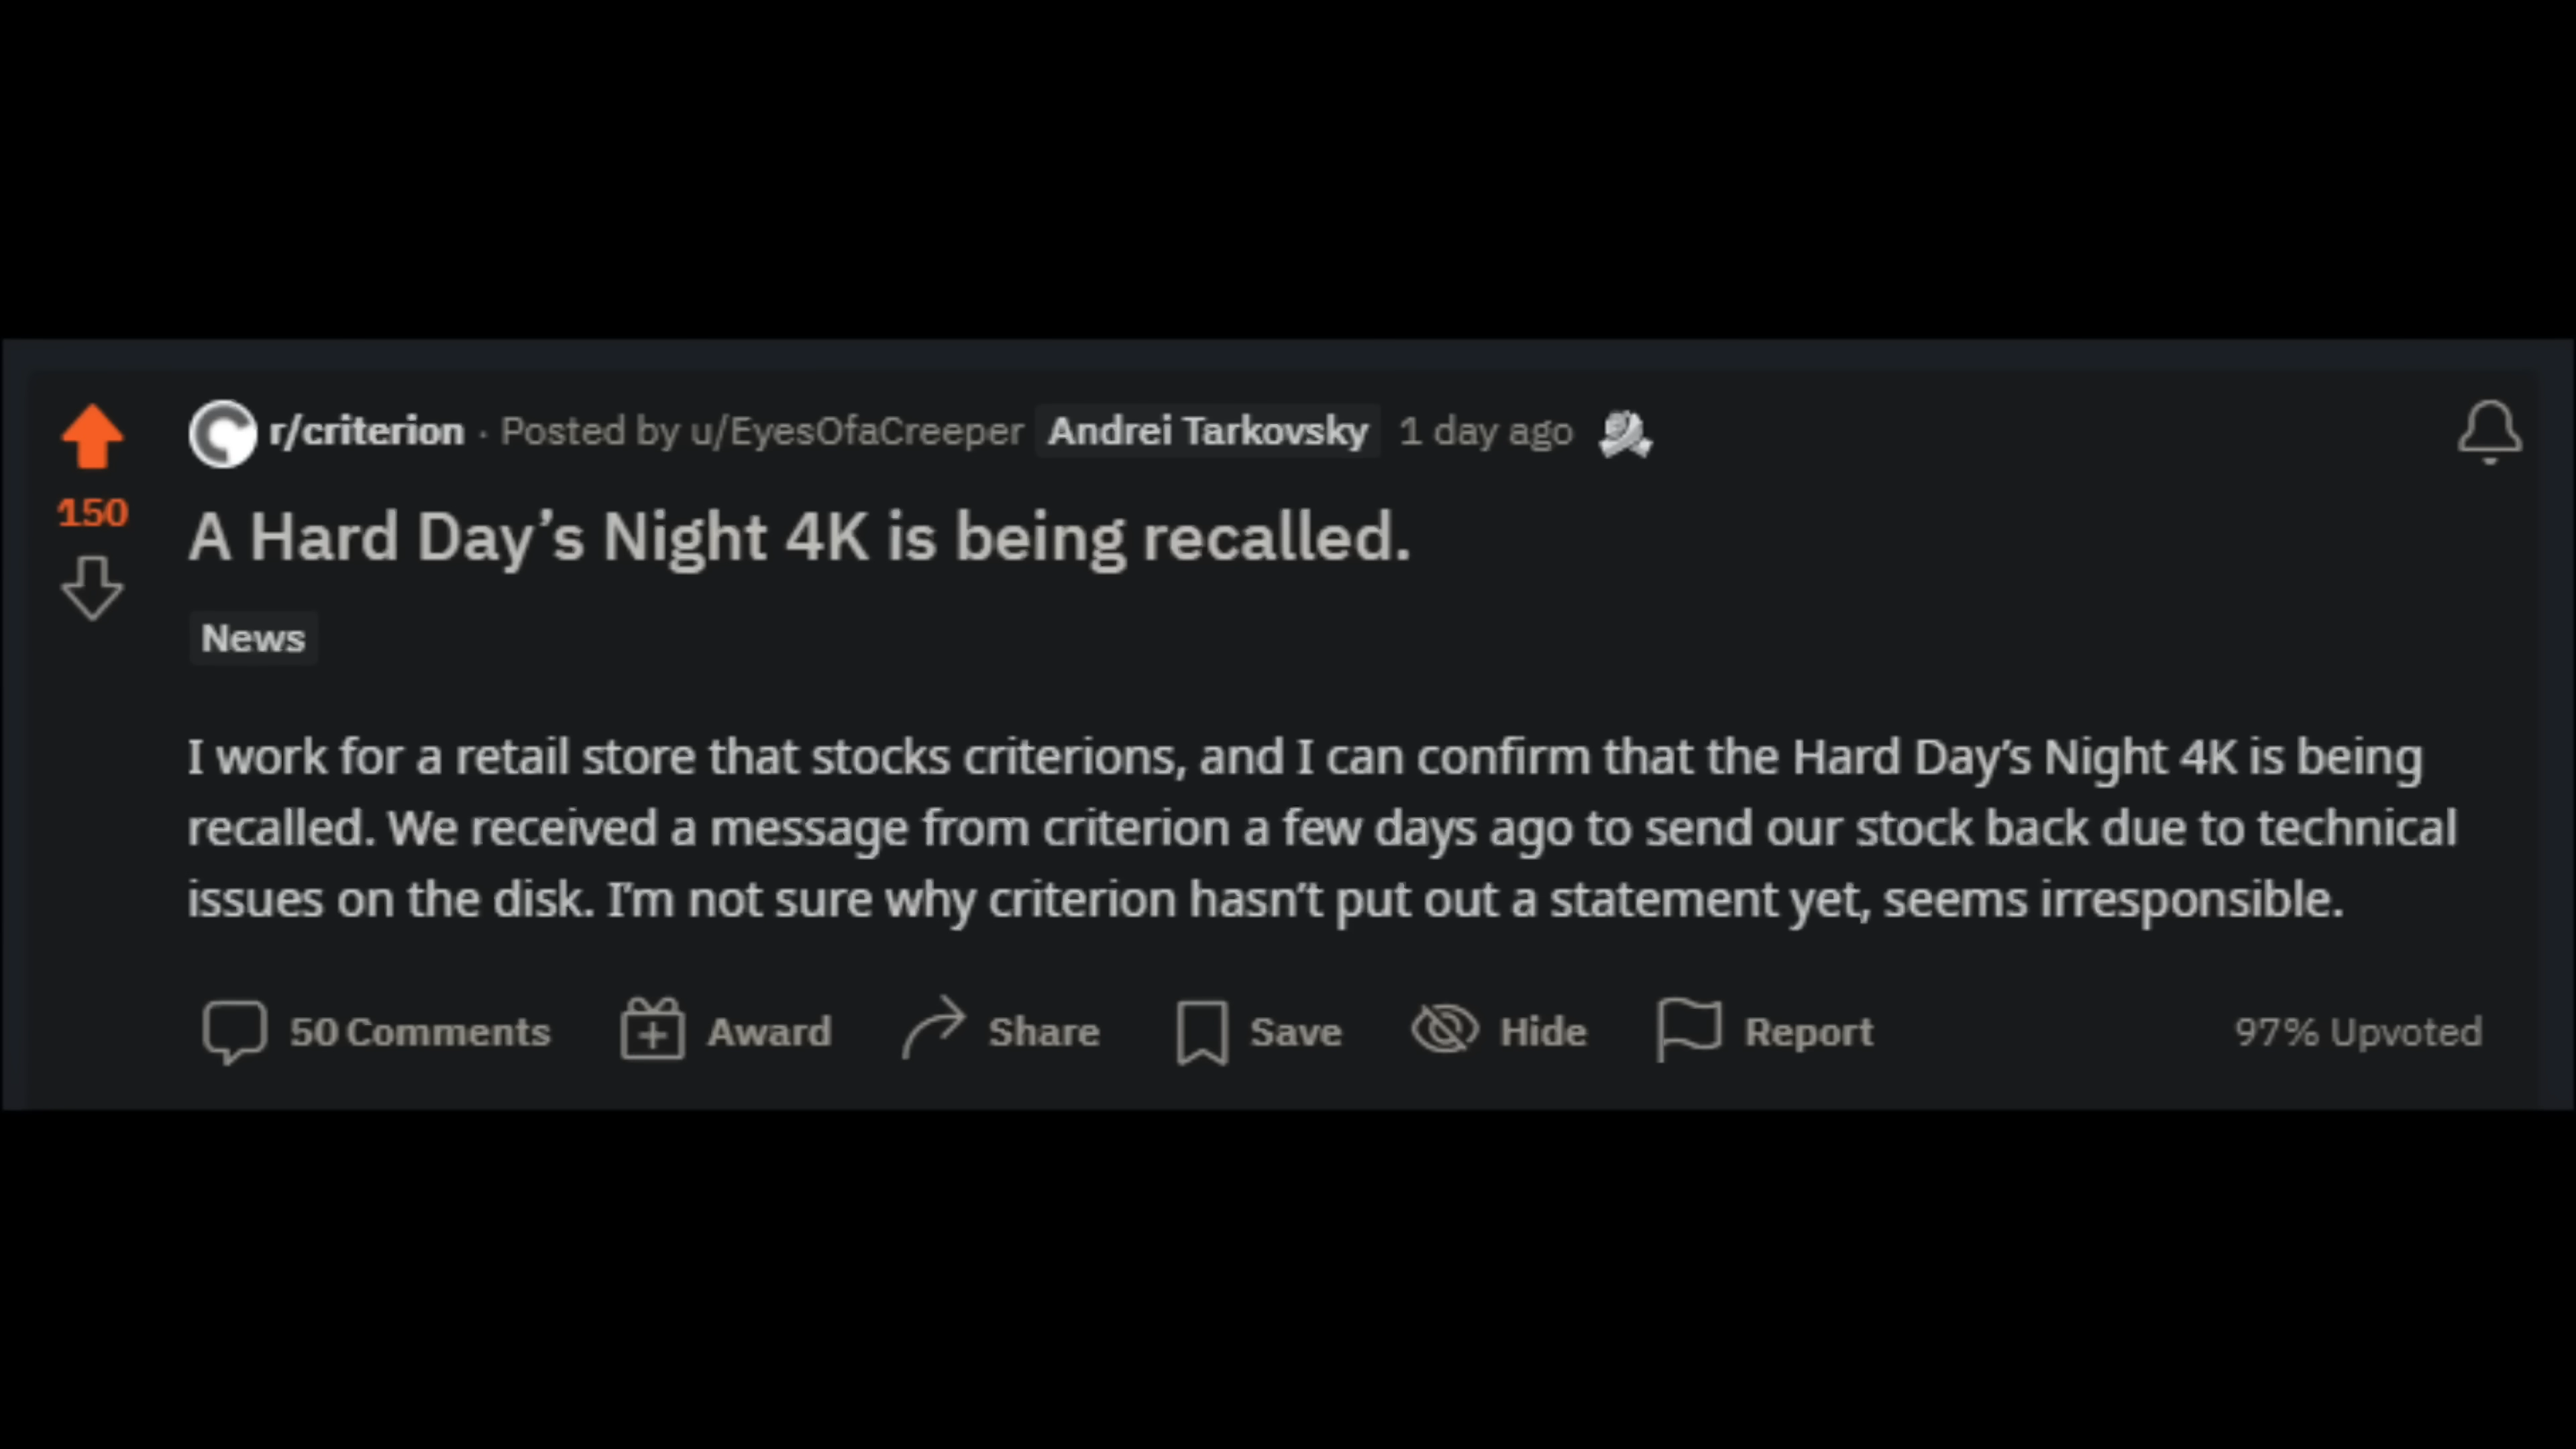 r/criterion · Posted by u/EyesOfaCreeper Andrei Tarkovsky 1 day ago
150
A Hard Day’s Night 4K is being recalled.
News
I work for a retail store that stocks criterions, and I can confirm that the Hard Day’s Night 4K is being
recalled. We received a message from criterion a few days ago to send our stock back due to technical
issues on the disk. I’m not sure why criterion hasn’t put out a statement yet, seems irresponsible.
50 Comments Award Share Save Hide Report 97% Upvoted